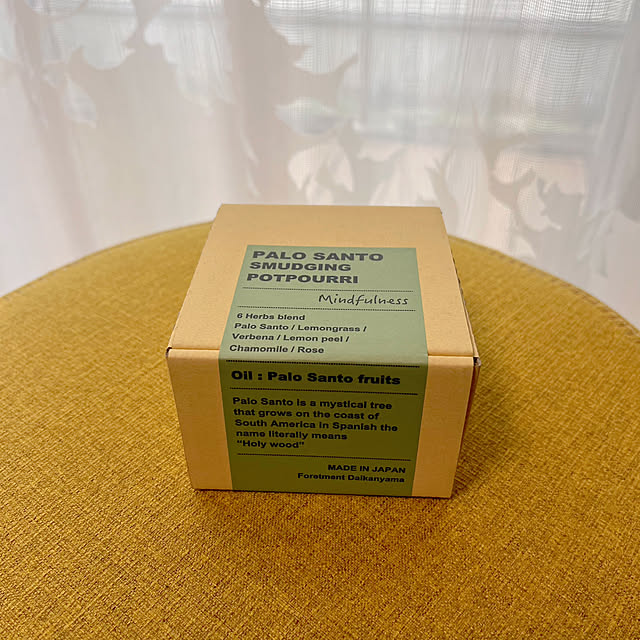 PALO SANTO
SMUDGING
POTPOURRI
Mindfulness
6 Herbs blend
Palo Santo / Lemongrass /
Verbena / Lemon peel /
Chamomile / Rose
Oil : Palo Santo fruits
Palo Santo is a mystical tree
that grows on the coast of
South America in Spanish the
name literally means
“Holy wood”
MADE IN JAPAN
Foretment Daikanyama